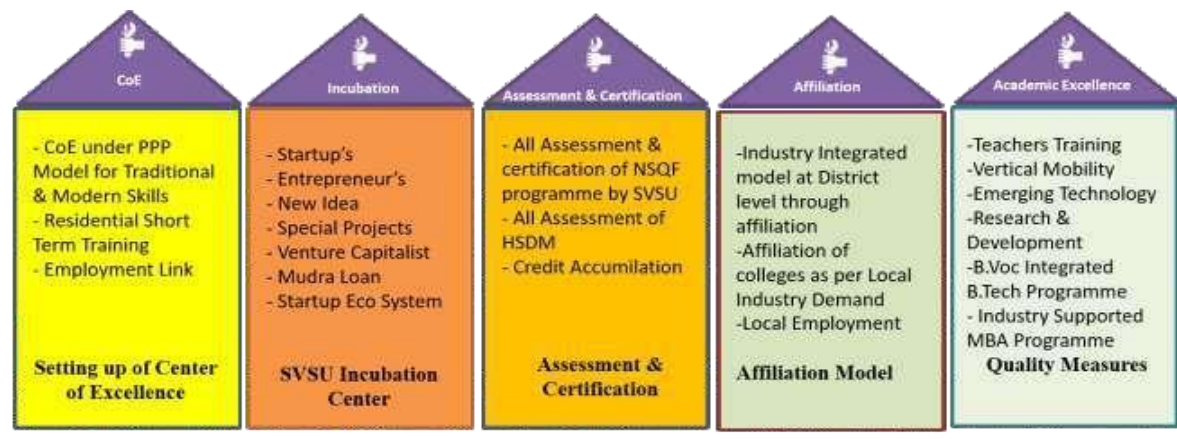 CoE
- CoE under PPP
Model for Traditional
& Modern Skills
- Residential Short
Term Training
- Employment Link
Setting up of Center
of Excellence
Incubation
- Startup's
- Entrepreneur's
- New Idea
- Special Projects
- Venture Capitalist
- Mudra Loan
- Startup Eco System
SVSU Incubation
Center
Assessment & Certification
- All Assessment &
certification of NSQF
programme by SVSU
- All Assessment of
HSDM
- Credit Accumilation
Assessment &
Certification
Affiliation
-Industry Integrated
model at District
level through
affiliation
-Affiliation of
colleges as per Local
Industry Demand
-Local Employment
Affiliation Model
Academic Excellence
-Teachers Training
-Vertical Mobility
-Emerging Technology
-Research &
Development
-B.Voc Integrated
B.Tech Programme
- Industry Supported
MBA Programme
Quality Measures